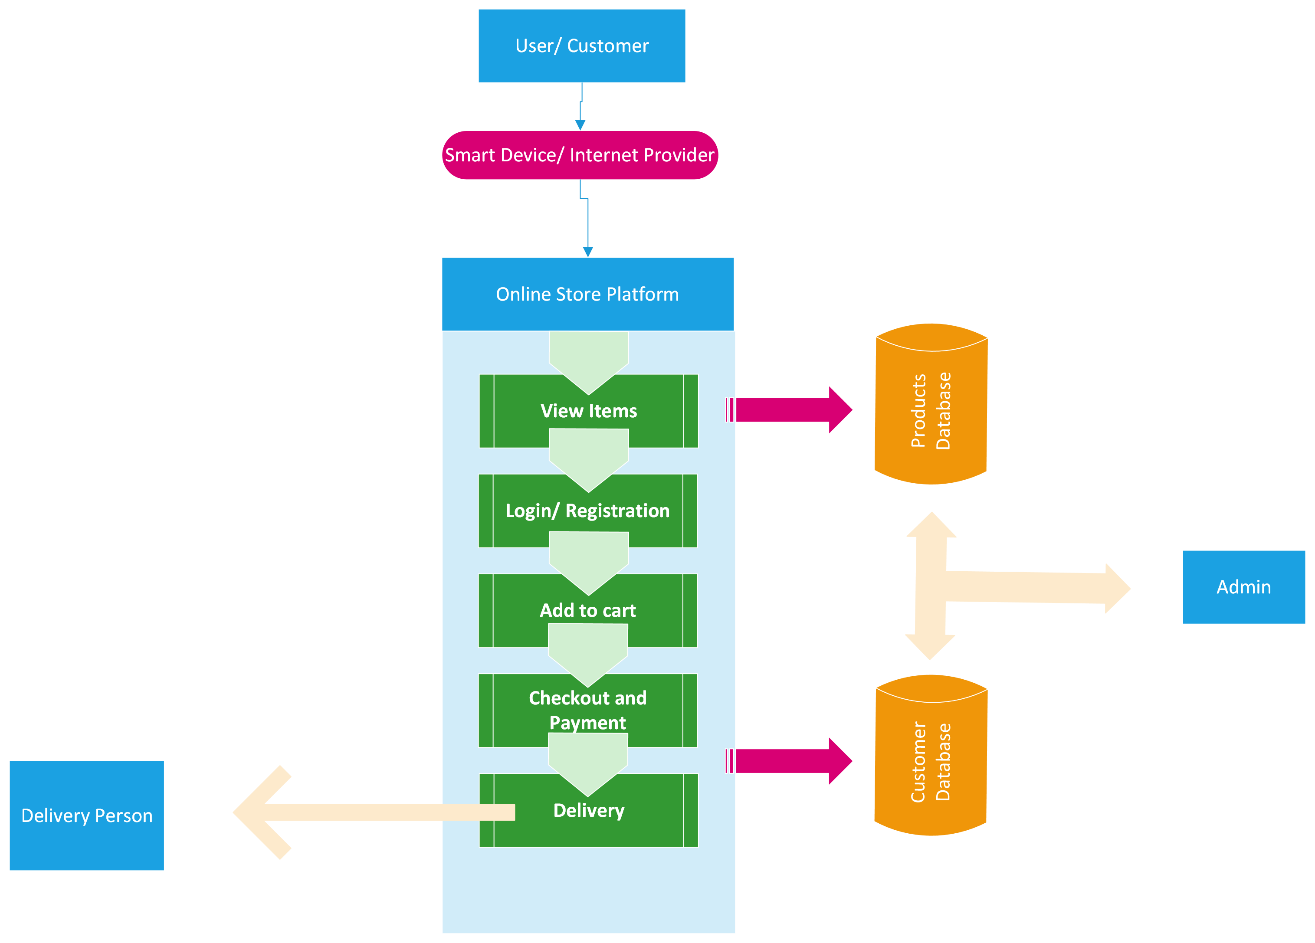 User/ Customer
Smart Device/ Internet Provider
Online Store Platform
View Items
Products
Database
Login/ Registration
Admin
Add to cart
Checkout and
Payment
Customer
Database
Delivery Person
Delivery